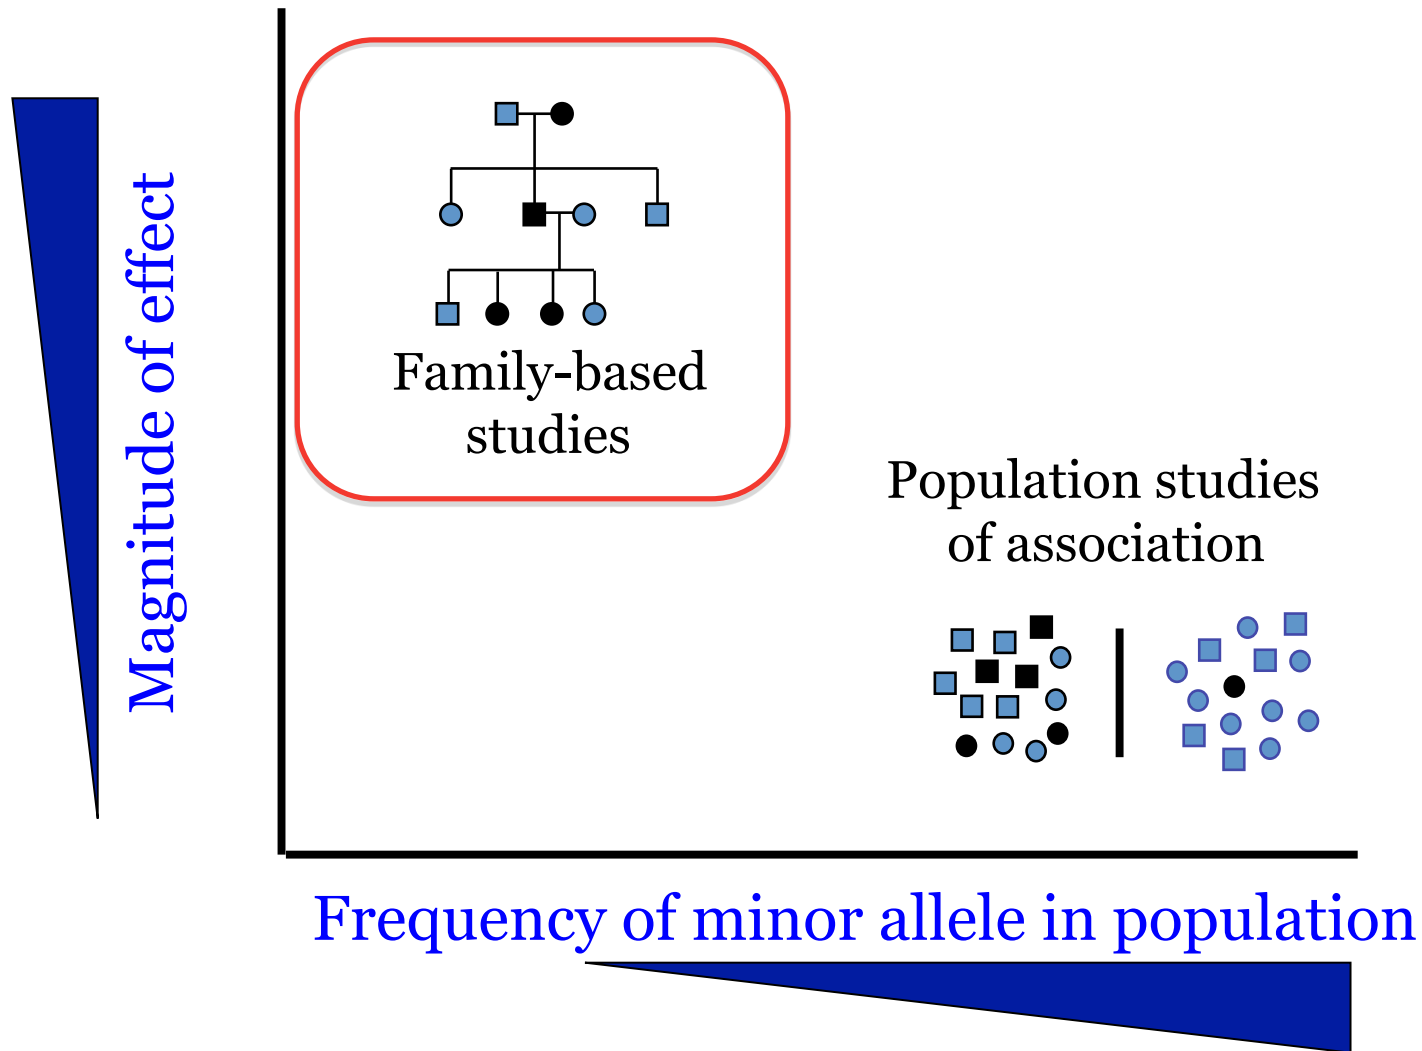 Magnitude of effect
Family-based
studies
Population studies
of association
Frequency of minor allele in population